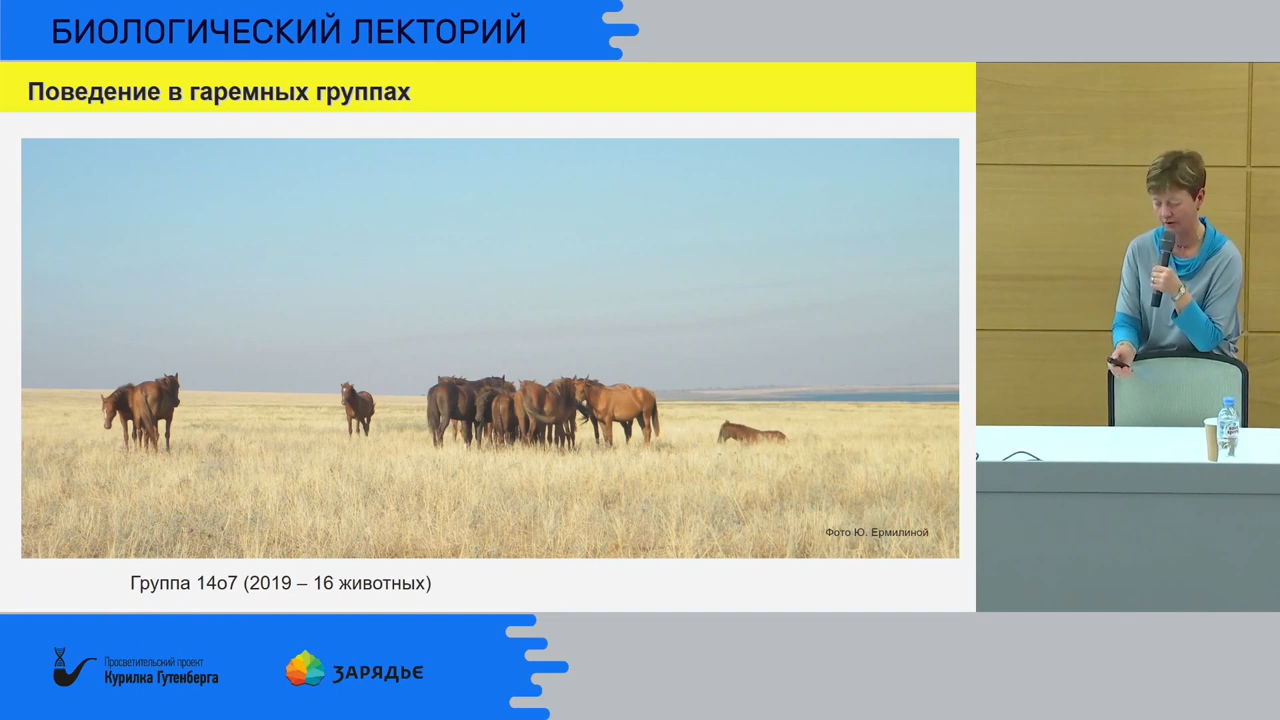 БИОЛОГИЧЕСКИЙ ЛЕКТОРИЙ
Поведение в гаремных группах
Фото Ю. Ермилиной
Группа 14о7 (2019 – 16 животных)
Просветительский проект
Курилка Гутенберга
ЗАРЯДЬЕ